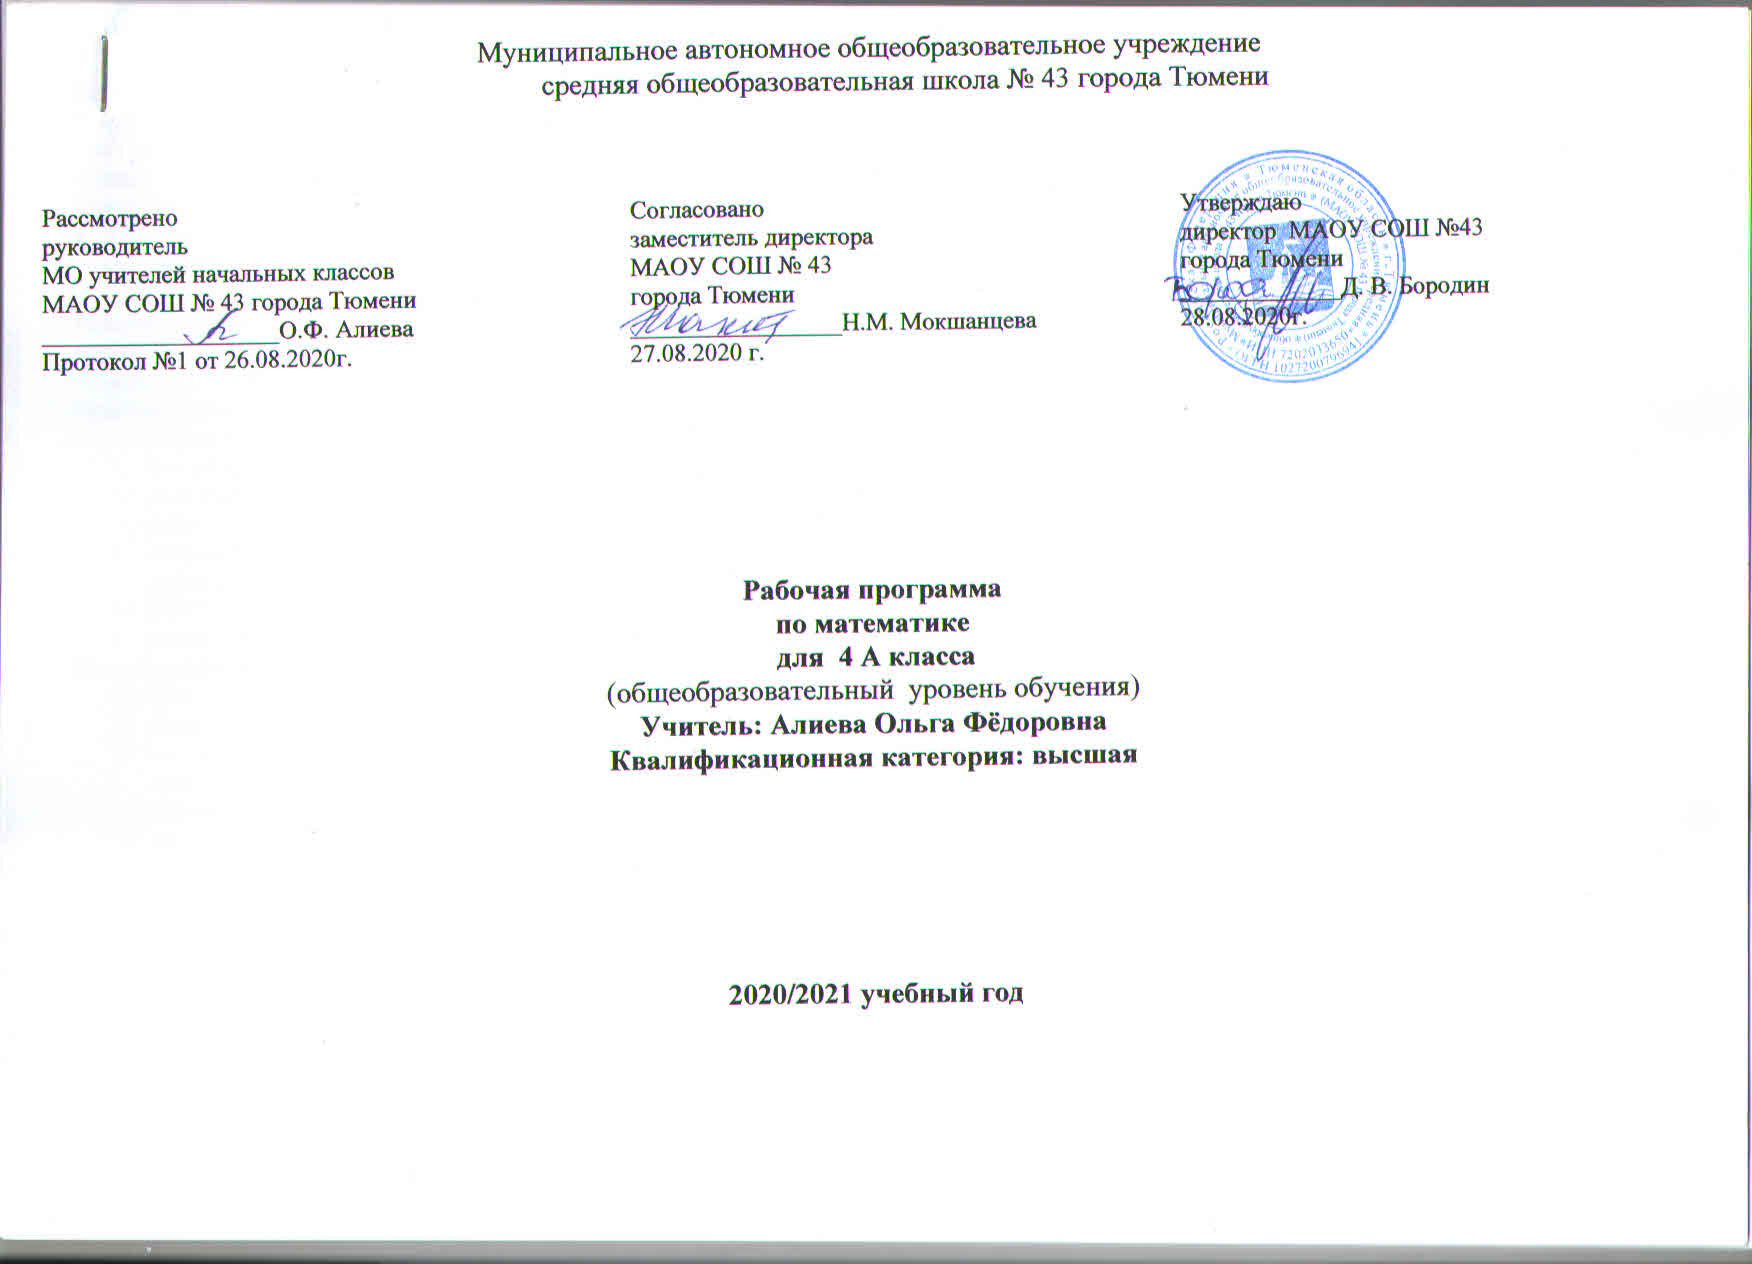 Муниципальное автономное общеобразовательное учреждение
средняя общеобразовательная школа № 43 города Тюмени
Рассмотрено
руководитель
МО учителей начальных классов
МАОУ СОШ № 43 города Тюмени
___________________О.Ф. Алиева
Протокол №1 от 26.08.2020г.
Согласовано
заместитель директора
МАОУ СОШ № 43
города Тюмени
_________________Н.М. Мокшанцева
27.08.2020 г.
Утверждаю
директор МАОУ СОШ №43
города Тюмени
_____________Д. В. Бородин
28.08.2020г.
Рабочая программа
по математике
для 4 А класса
(общеобразовательный уровень обучения)
Учитель: Алиева Ольга Фёдоровна
Квалификационная категория: высшая
2020/2021 учебный год